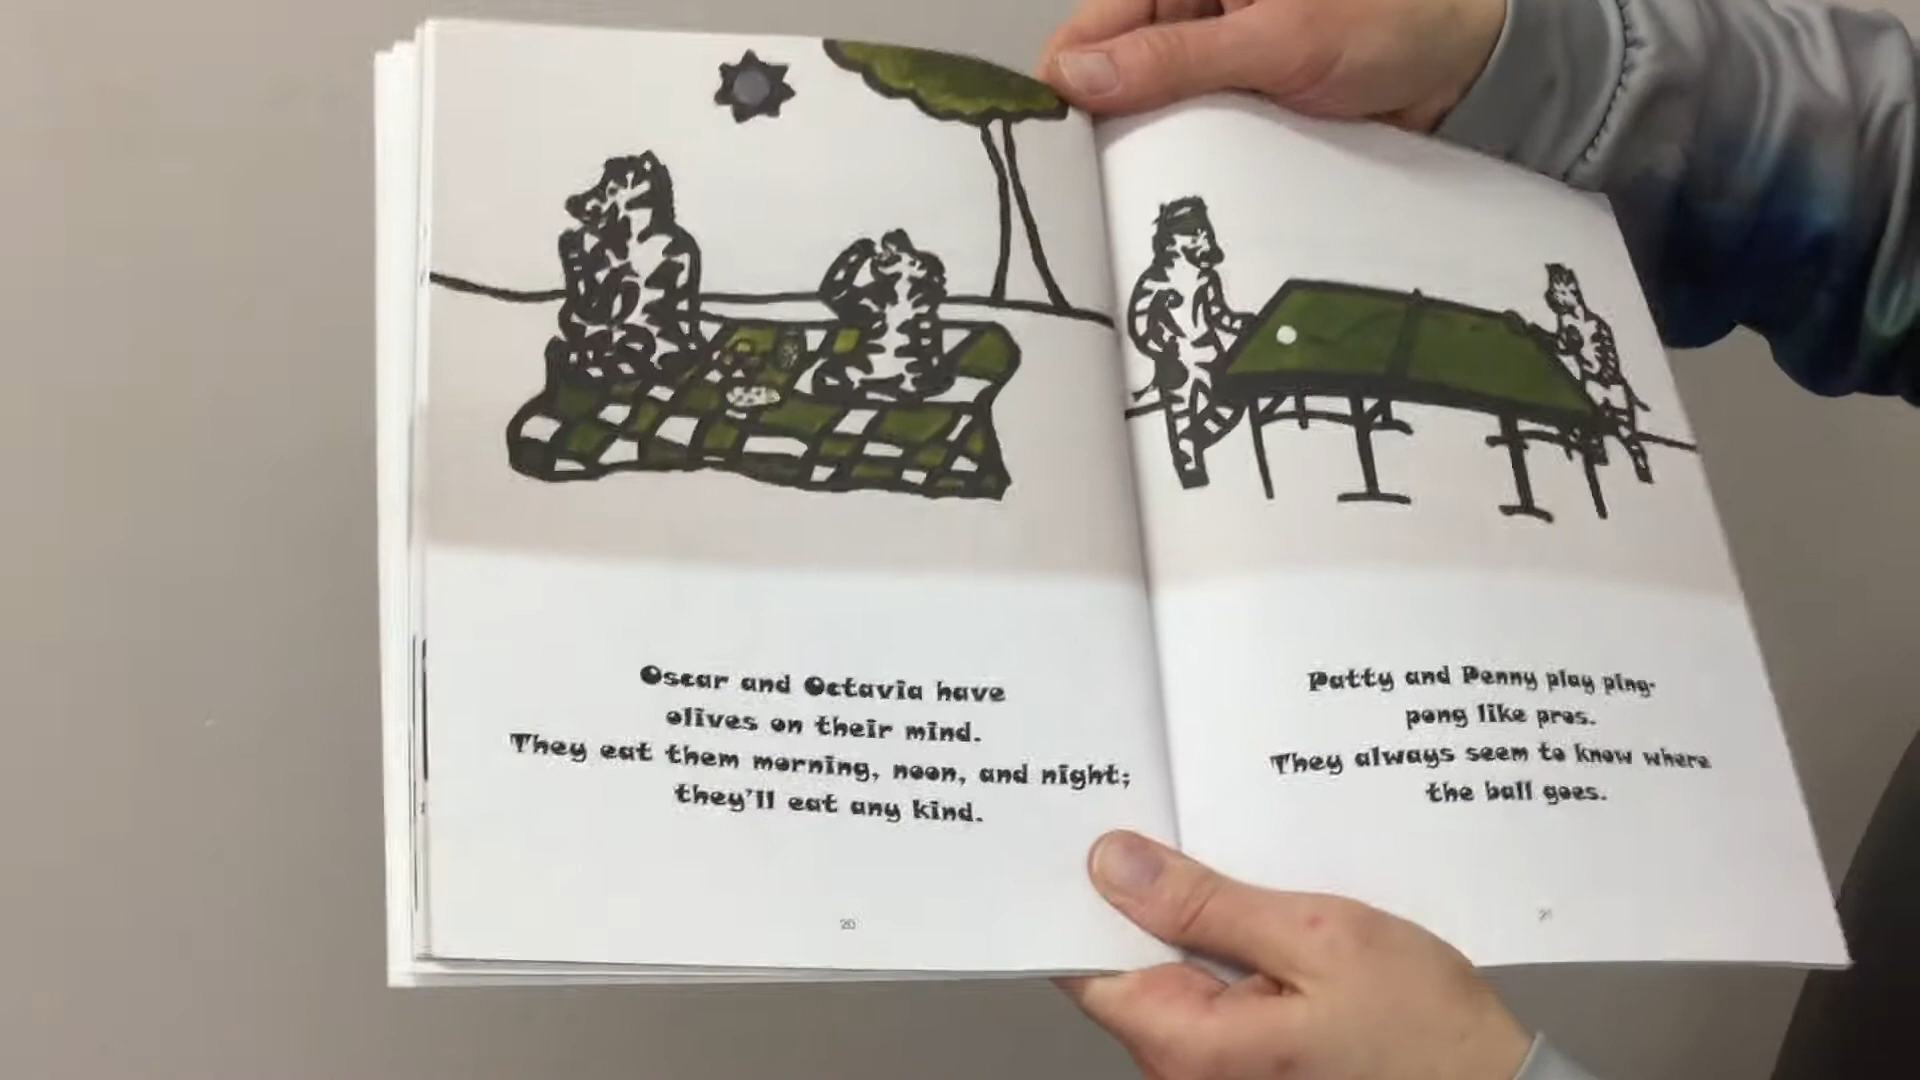 Oscar and Octavia have
olives on their mind.
They eat them morning, noon, and night;
they'll eat any kind.
20
Patty and Penny play ping-
pong like pros.
They always seem to know where
the ball goes.
21